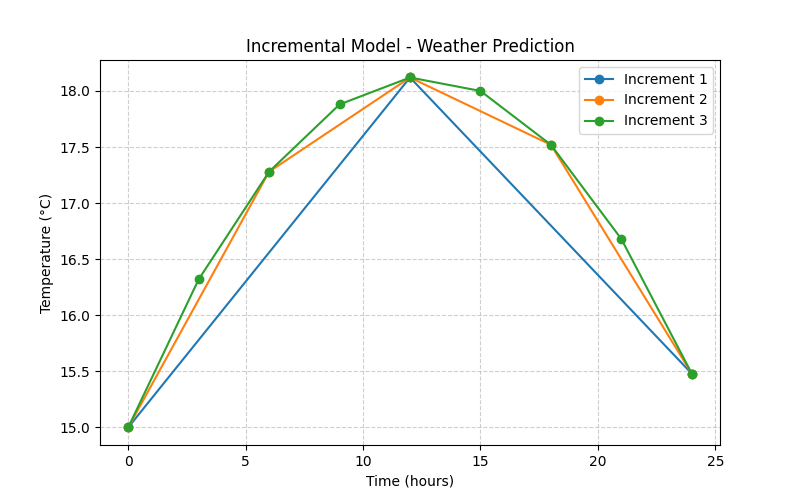 Incremental Model - Weather Prediction
Increment 1
Increment 2
Increment 3
18.0
17.5
17.0
16.5
16.0
15.5
15.0
Temperature (°C)
0 5 10 15 20 25
Time (hours)